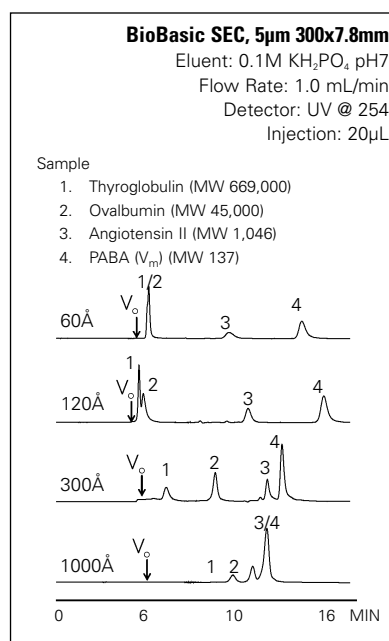 BioBasic SEC, 5µm 300x7.8mm
Eluent: 0.1M KH₂PO₄ pH7
Flow Rate: 1.0 mL/min
Detector: UV @ 254
Injection: 20µL
Sample
1. Thyroglobulin (MW 669,000)
2. Ovalbumin (MW 45,000)
3. Angiotensin II (MW 1,046)
4. PABA (Vₘ) (MW 137)
60Å Vₒ 1/2 3 4
120Å Vₒ 1 2 3 4
300Å Vₒ 1 2 3 4
1000Å Vₒ 1 2 3/4
0 6 10 16 MIN